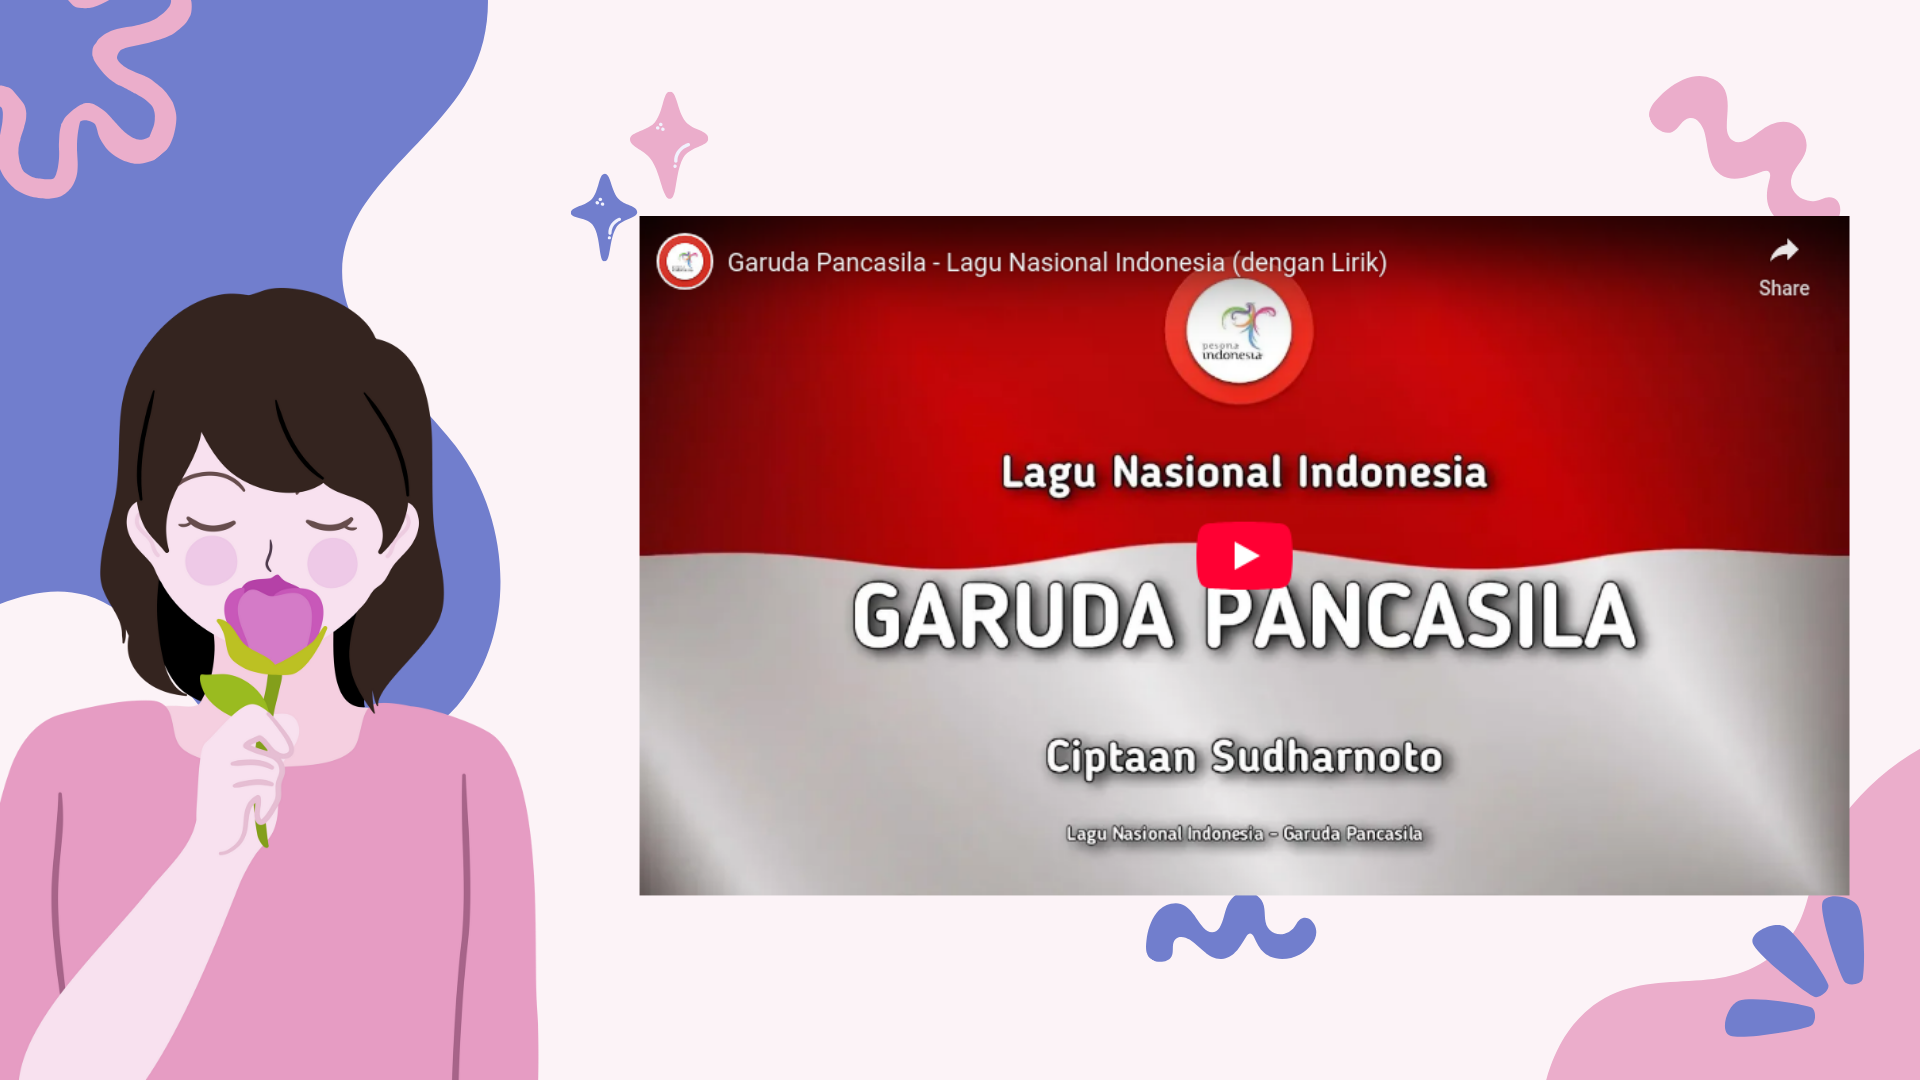 Garuda Pancasila - Lagu Nasional Indonesia (dengan Lirik)
Share
pesona
indonesia
Lagu Nasional Indonesia
GARUDA PANCASILA
Ciptaan Sudharnoto
Lagu Nasional Indonesia - Garuda Pancasila